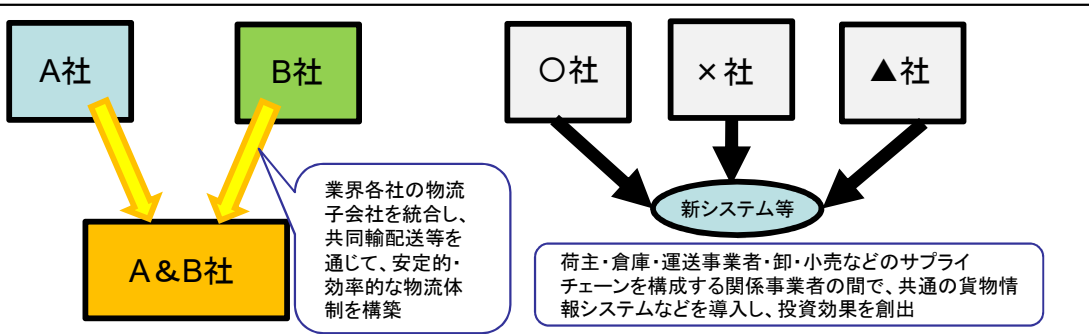 A社
B社
〇社
×社
▲社
業界各社の物流
子会社を統合し、
共同輸配送等を
通じて、安定的・
効率的な物流体
制を構築
新システム等
A&B社
荷主・倉庫・運送事業者・卸・小売などのサプライ
チェーンを構成する関係事業者の間で、共通の貨物情
報システムなどを導入し、投資効果を創出